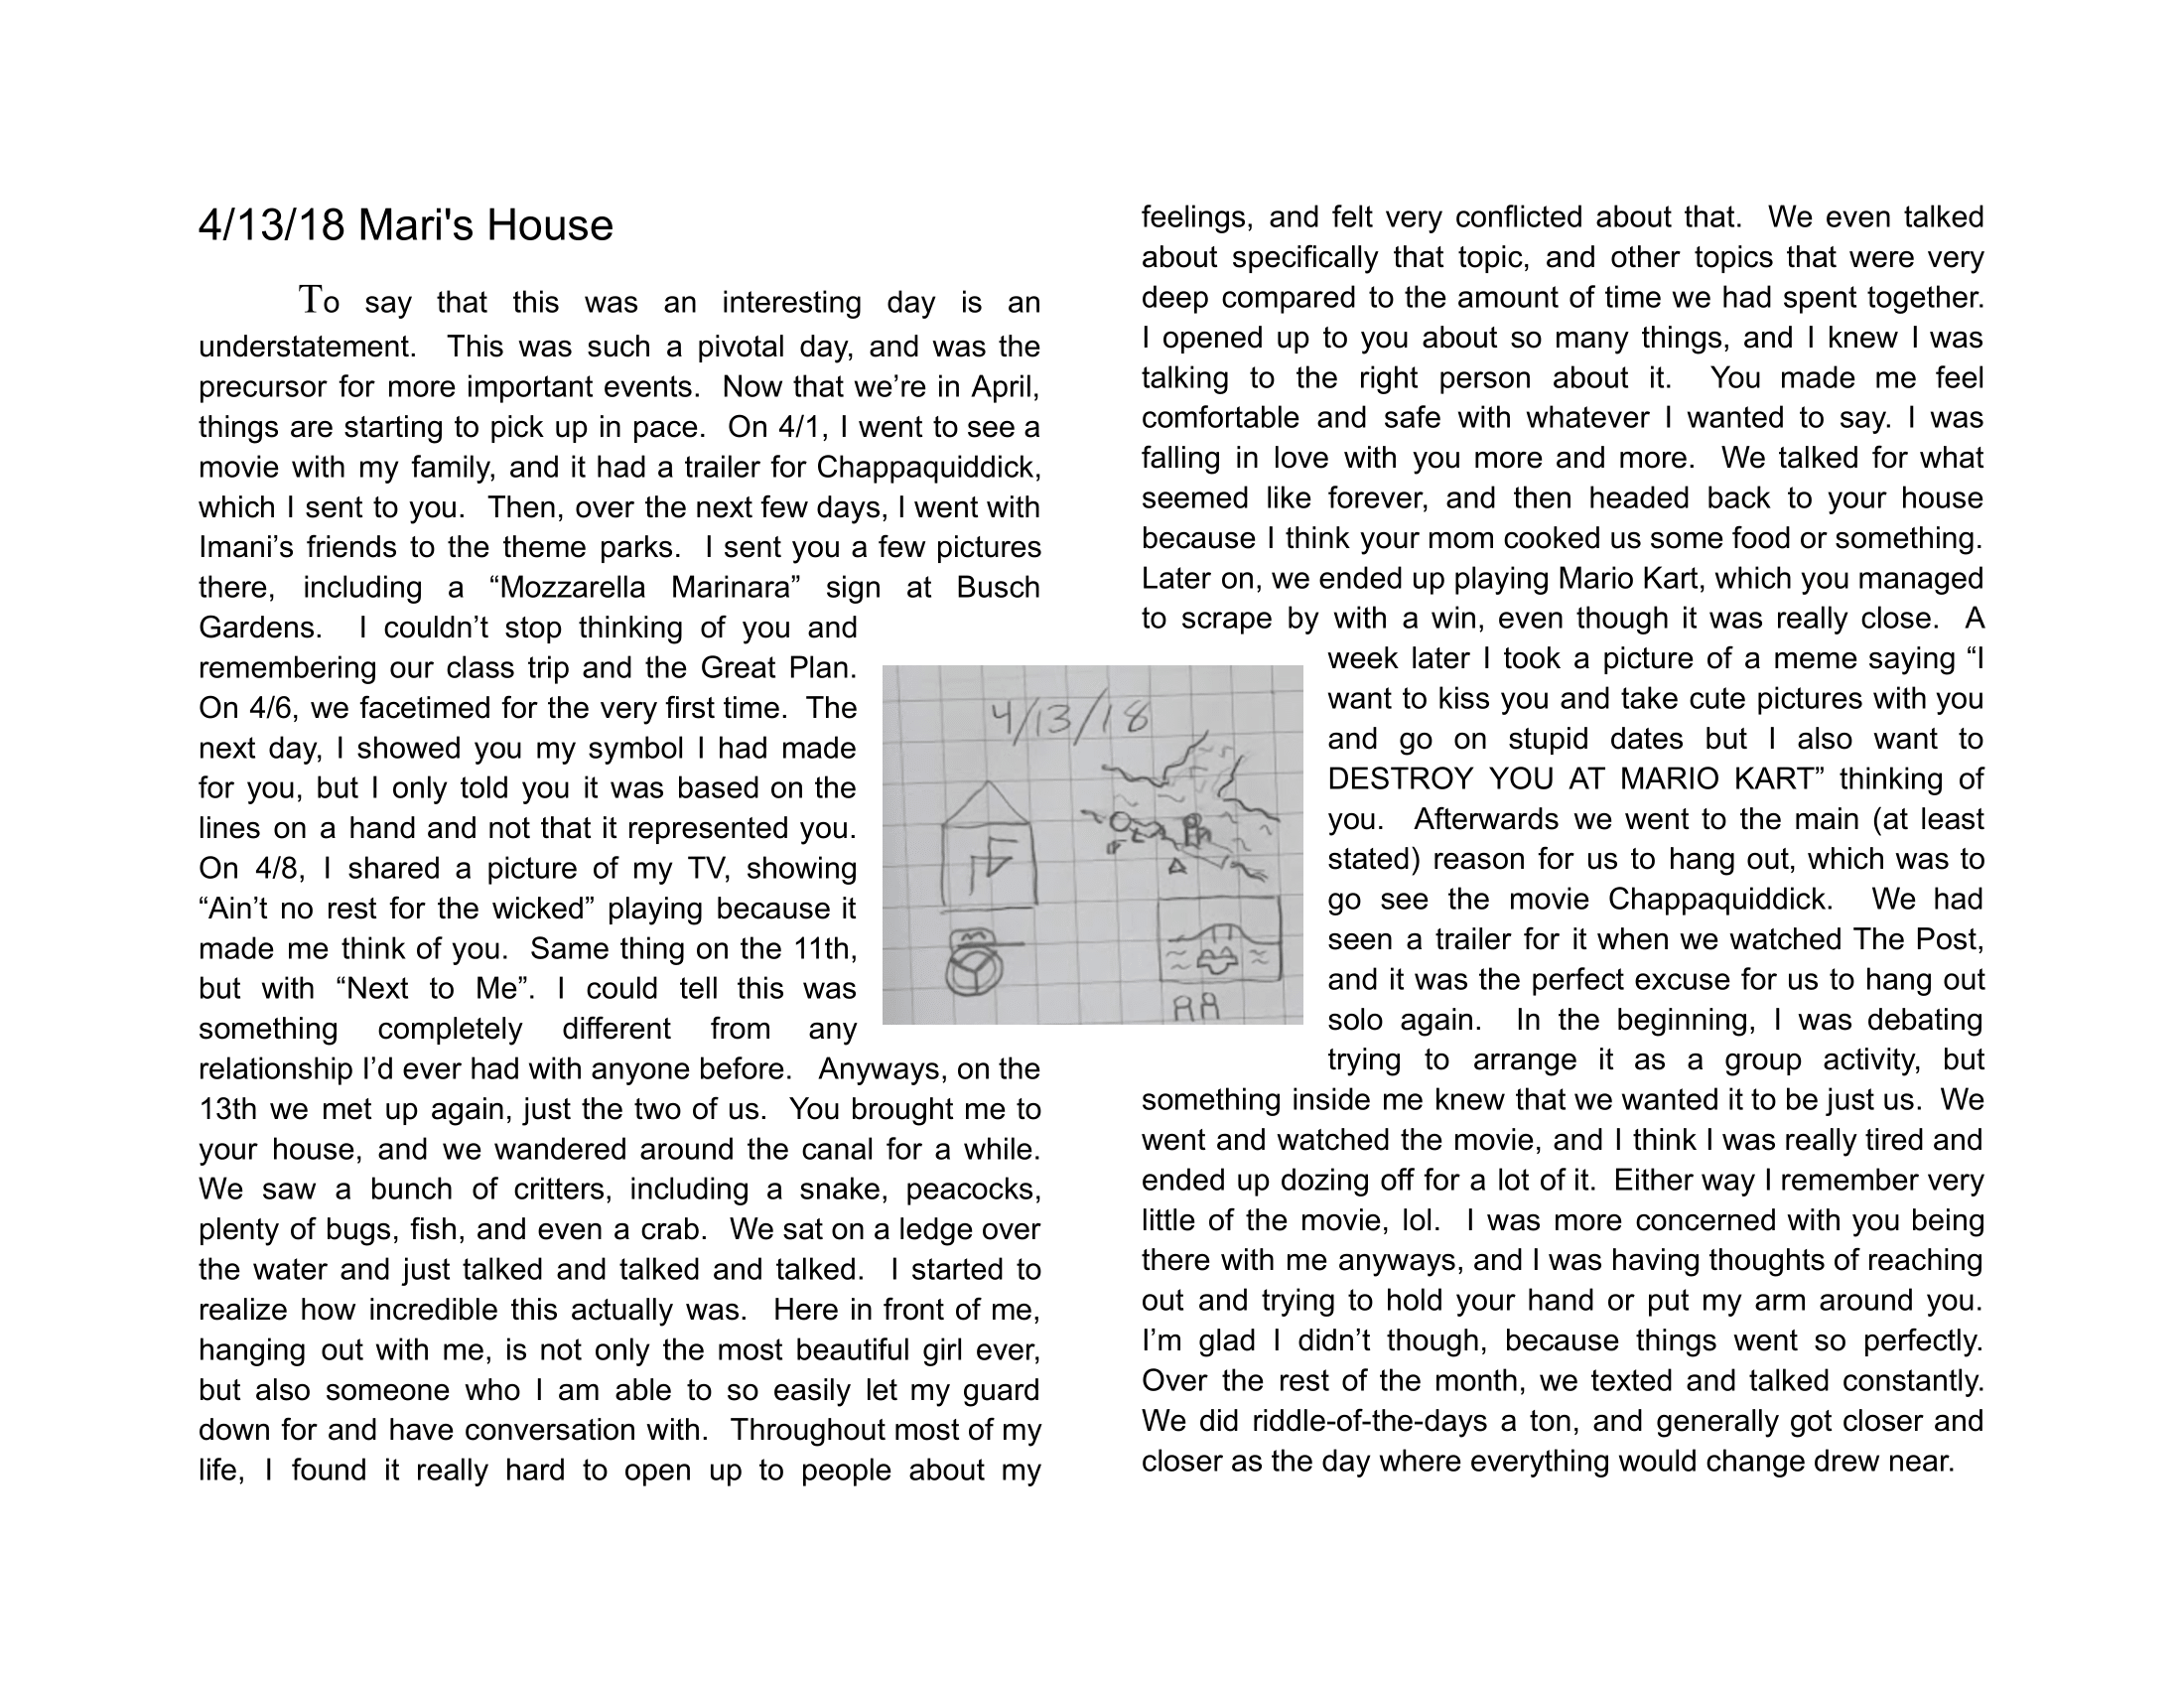 4/13/18 Mari's House
To say that this was an interesting day is an
understatement.  This was such a pivotal day, and was the
precursor for more important events.  Now that we’re in April,
things are starting to pick up in pace.  On 4/1, I went to see a
movie with my family, and it had a trailer for Chappaquiddick,
which I sent to you.  Then, over the next few days, I went with
Imani’s friends to the theme parks.  I sent you a few pictures
there, including a “Mozzarella Marinara” sign at Busch
Gardens.  I couldn’t stop thinking of you and
remembering our class trip and the Great Plan.
On 4/6, we facetimed for the very first time.  The
next day, I showed you my symbol I had made
for you, but I only told you it was based on the
lines on a hand and not that it represented you.
On 4/8, I shared a picture of my TV, showing
“Ain’t no rest for the wicked” playing because it
made me think of you.  Same thing on the 11th,
but with “Next to Me”. I could tell this was
something completely different from any
relationship I’d ever had with anyone before.  Anyways, on the
13th we met up again, just the two of us.  You brought me to
your house, and we wandered around the canal for a while.
We saw a bunch of critters, including a snake, peacocks,
plenty of bugs, fish, and even a crab.  We sat on a ledge over
the water and just talked and talked and talked.  I started to
realize how incredible this actually was.  Here in front of me,
hanging out with me, is not only the most beautiful girl ever,
but also someone who I am able to so easily let my guard
down for and have conversation with.  Throughout most of my
life, I found it really hard to open up to people about my
4/13/18
feelings, and felt very conflicted about that.  We even talked
about specifically that topic, and other topics that were very
deep compared to the amount of time we had spent together.
I opened up to you about so many things, and I knew I was
talking to the right person about it.  You made me feel
comfortable and safe with whatever I wanted to say. I was
falling in love with you more and more.  We talked for what
seemed like forever, and then headed back to your house
because I think your mom cooked us some food or something.
Later on, we ended up playing Mario Kart, which you managed
to scrape by with a win, even though it was really close.  A
week later I took a picture of a meme saying “I
want to kiss you and take cute pictures with you
and go on stupid dates but I also want to
DESTROY YOU AT MARIO KART” thinking of
you.  Afterwards we went to the main (at least
stated) reason for us to hang out, which was to
go see the movie Chappaquiddick.  We had
seen a trailer for it when we watched The Post,
and it was the perfect excuse for us to hang out
solo again.  In the beginning, I was debating
trying to arrange it as a group activity, but
something inside me knew that we wanted it to be just us.  We
went and watched the movie, and I think I was really tired and
ended up dozing off for a lot of it.  Either way I remember very
little of the movie, lol.  I was more concerned with you being
there with me anyways, and I was having thoughts of reaching
out and trying to hold your hand or put my arm around you.
I’m glad I didn’t though, because things went so perfectly.
Over the rest of the month, we texted and talked constantly.
We did riddle-of-the-days a ton, and generally got closer and
closer as the day where everything would change drew near.